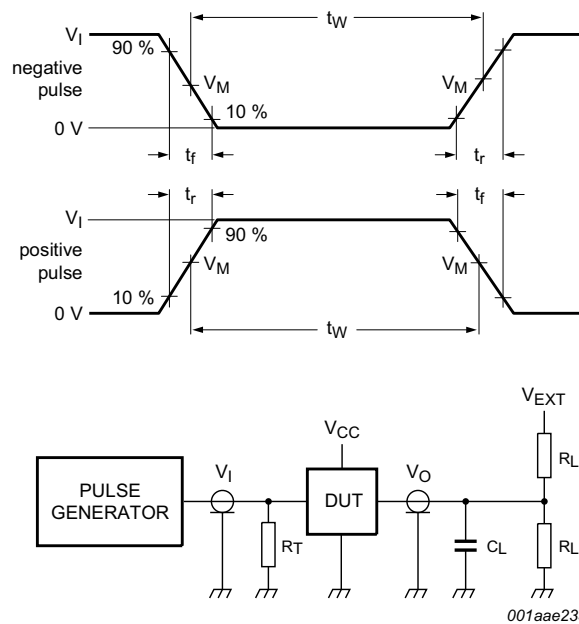 V_I
t_W
90 %
negative
pulse
V_M
V_M
10 %
0 V
t_f
t_r
t_r
t_f
V_I
90 %
positive
pulse
V_M
V_M
10 %
0 V
t_W
V_EXT
V_CC
R_L
V_I
V_O
PULSE
GENERATOR
DUT
R_T
C_L
R_L
001aae23